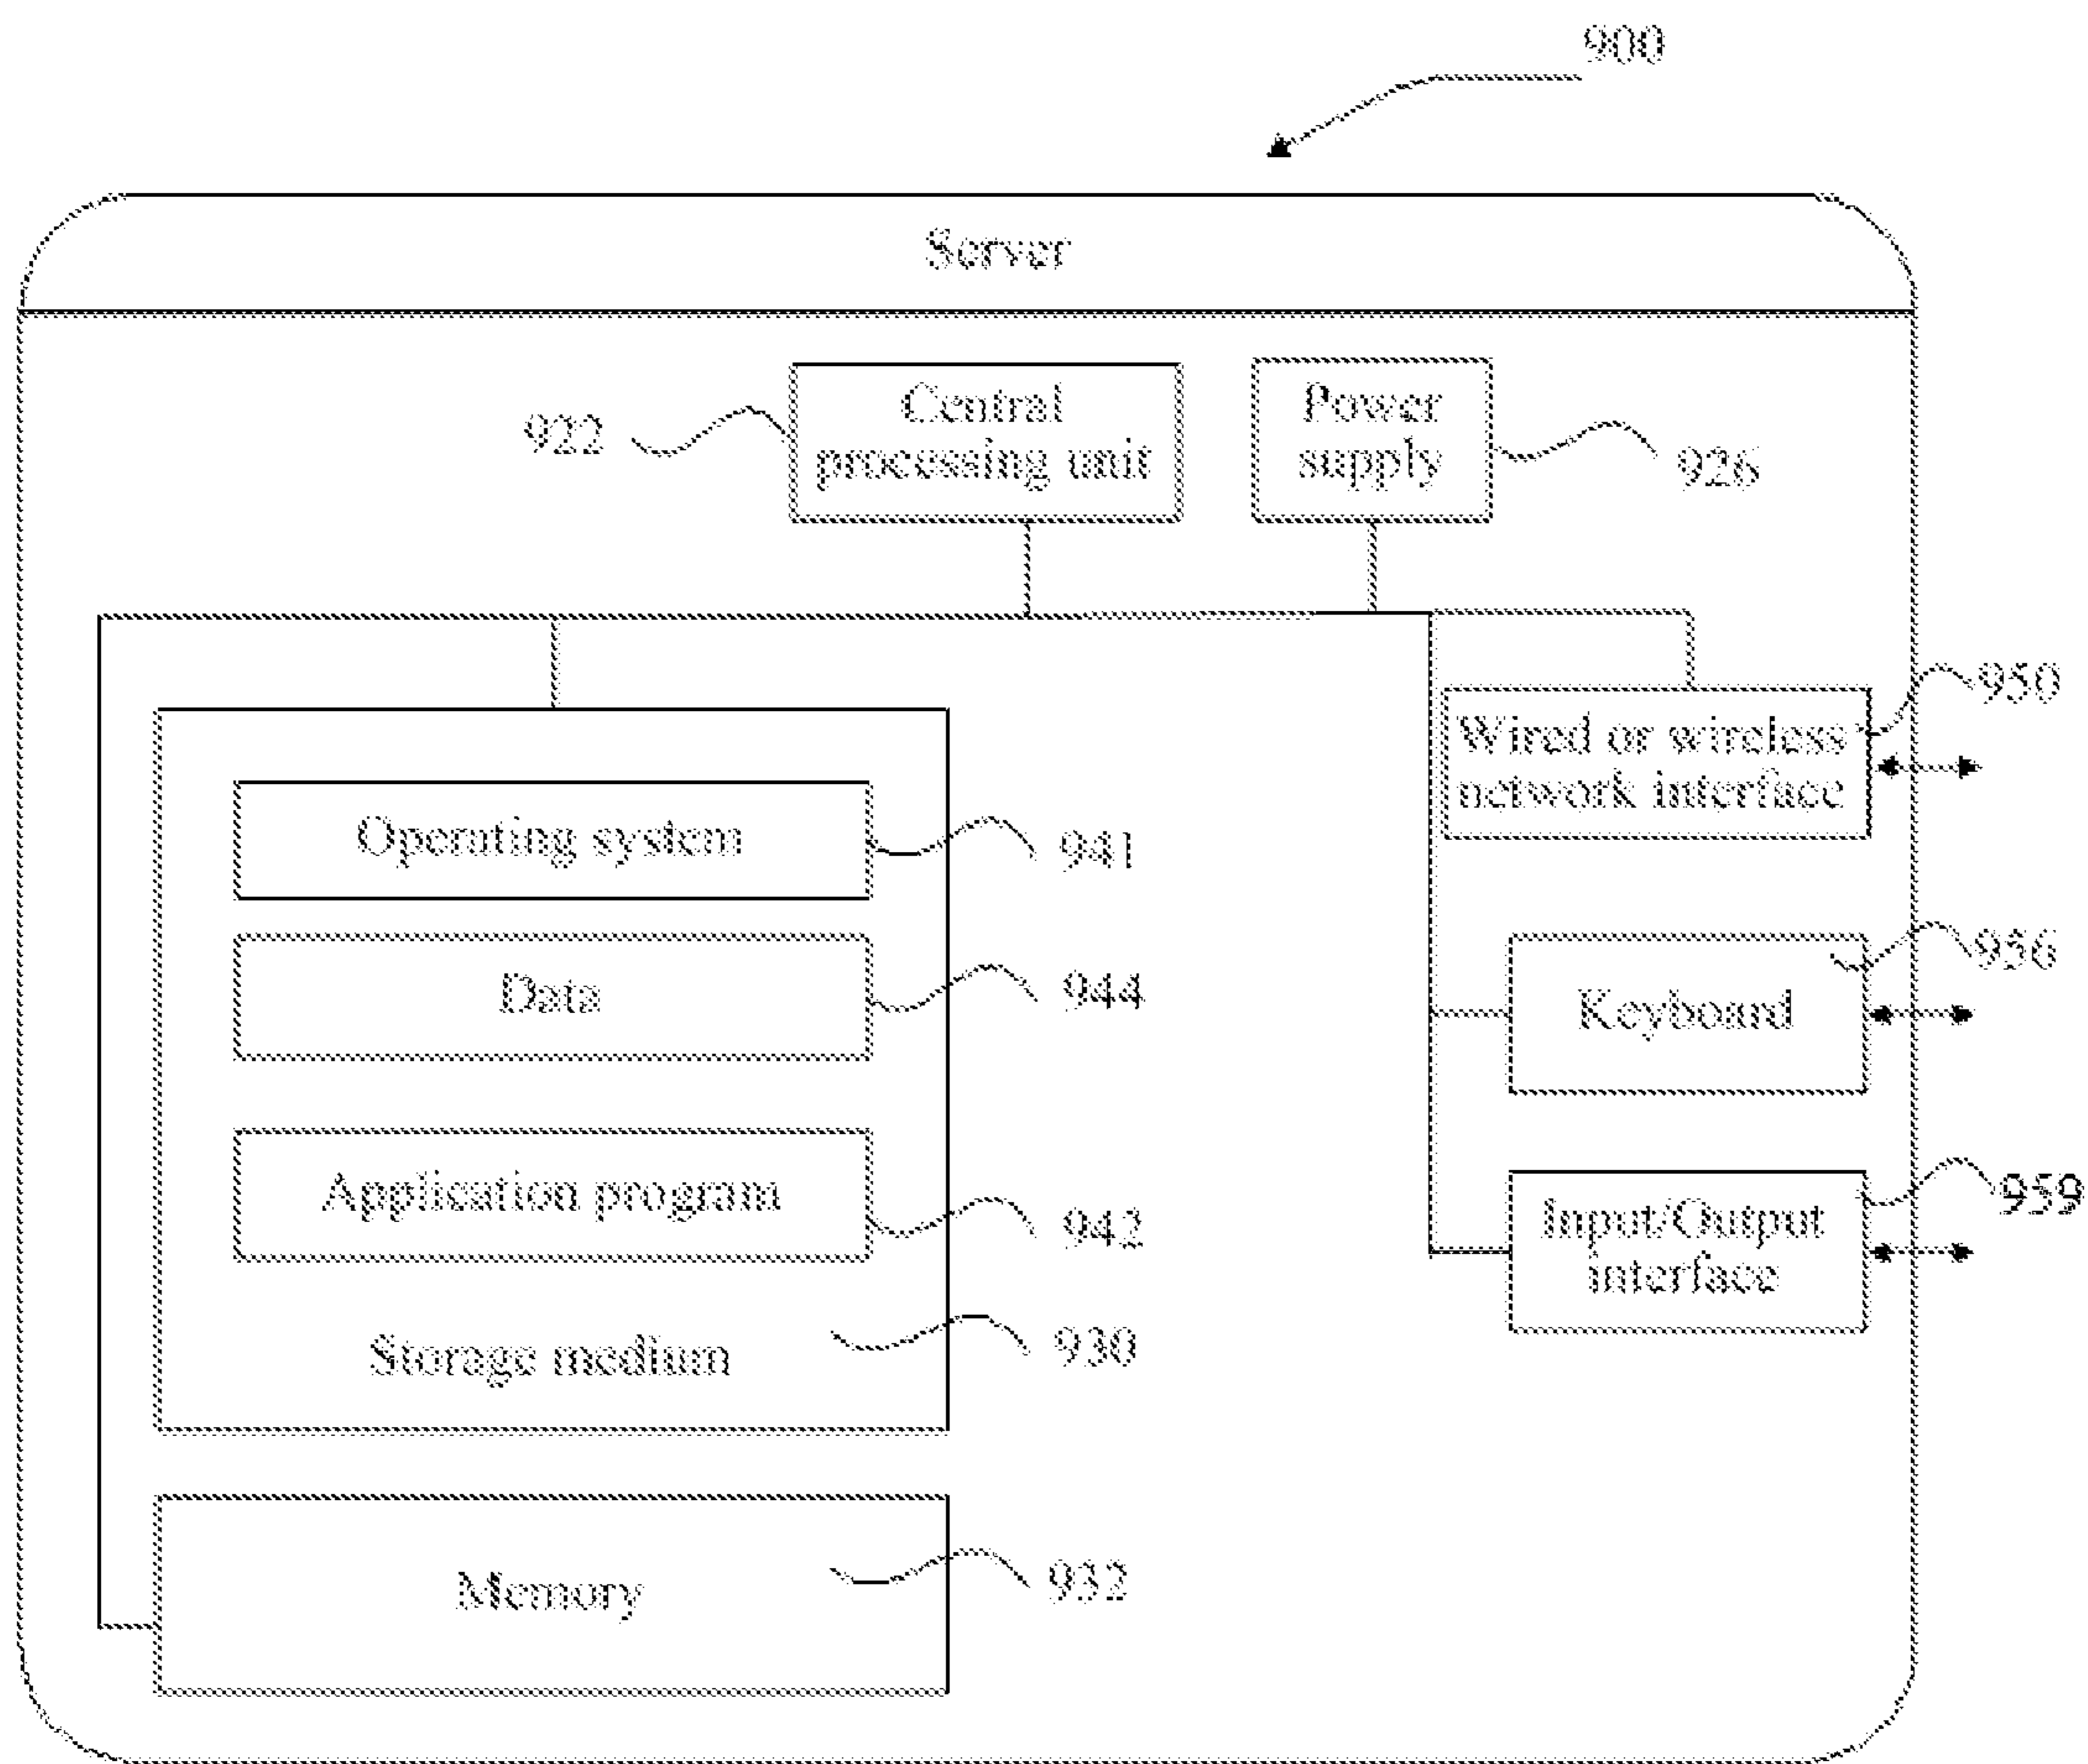 900
Server
Central
processing unit
922
Power
supply
926
Wired or wireless
network interface
950
Operating system
941
Data
944
Keyboard
956
Application program
942
Input/Output
interface
959
Storage medium
930
Memory
932